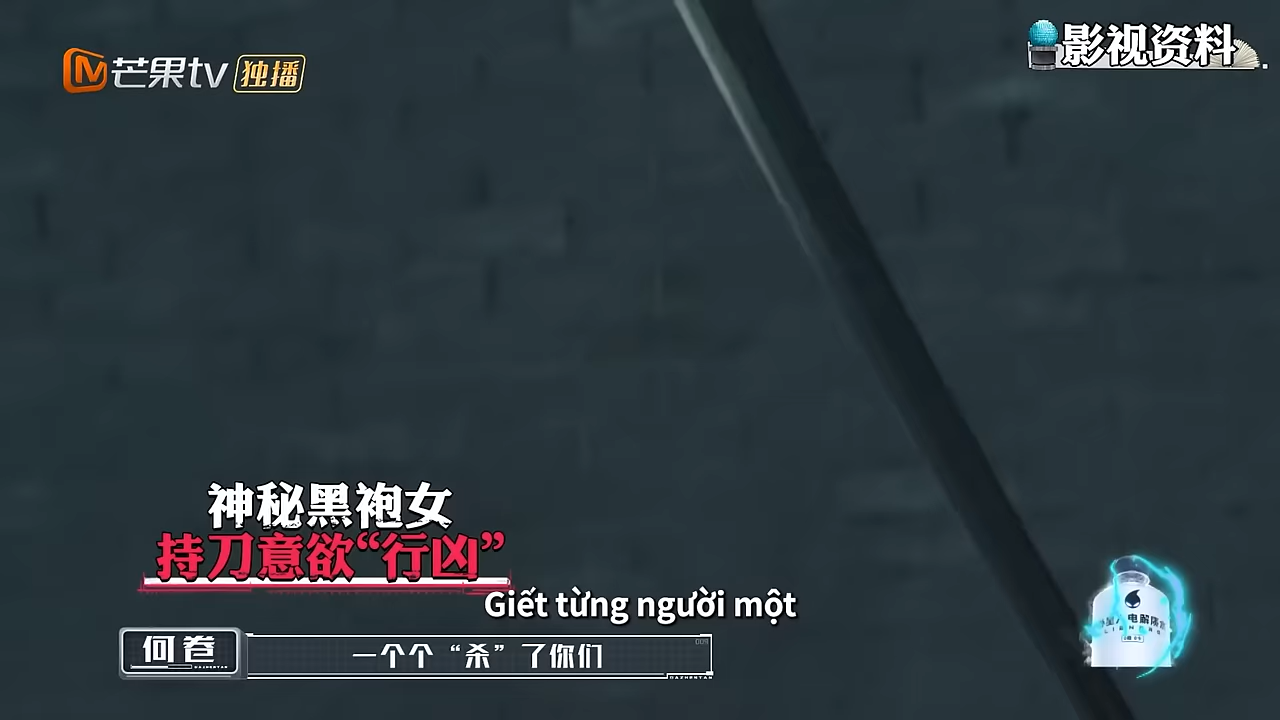 芒果tv 独播
影视资料
神秘黑袍女
持刀意欲“行凶”
Giết từng người một
何卷
一个个“杀”了你们